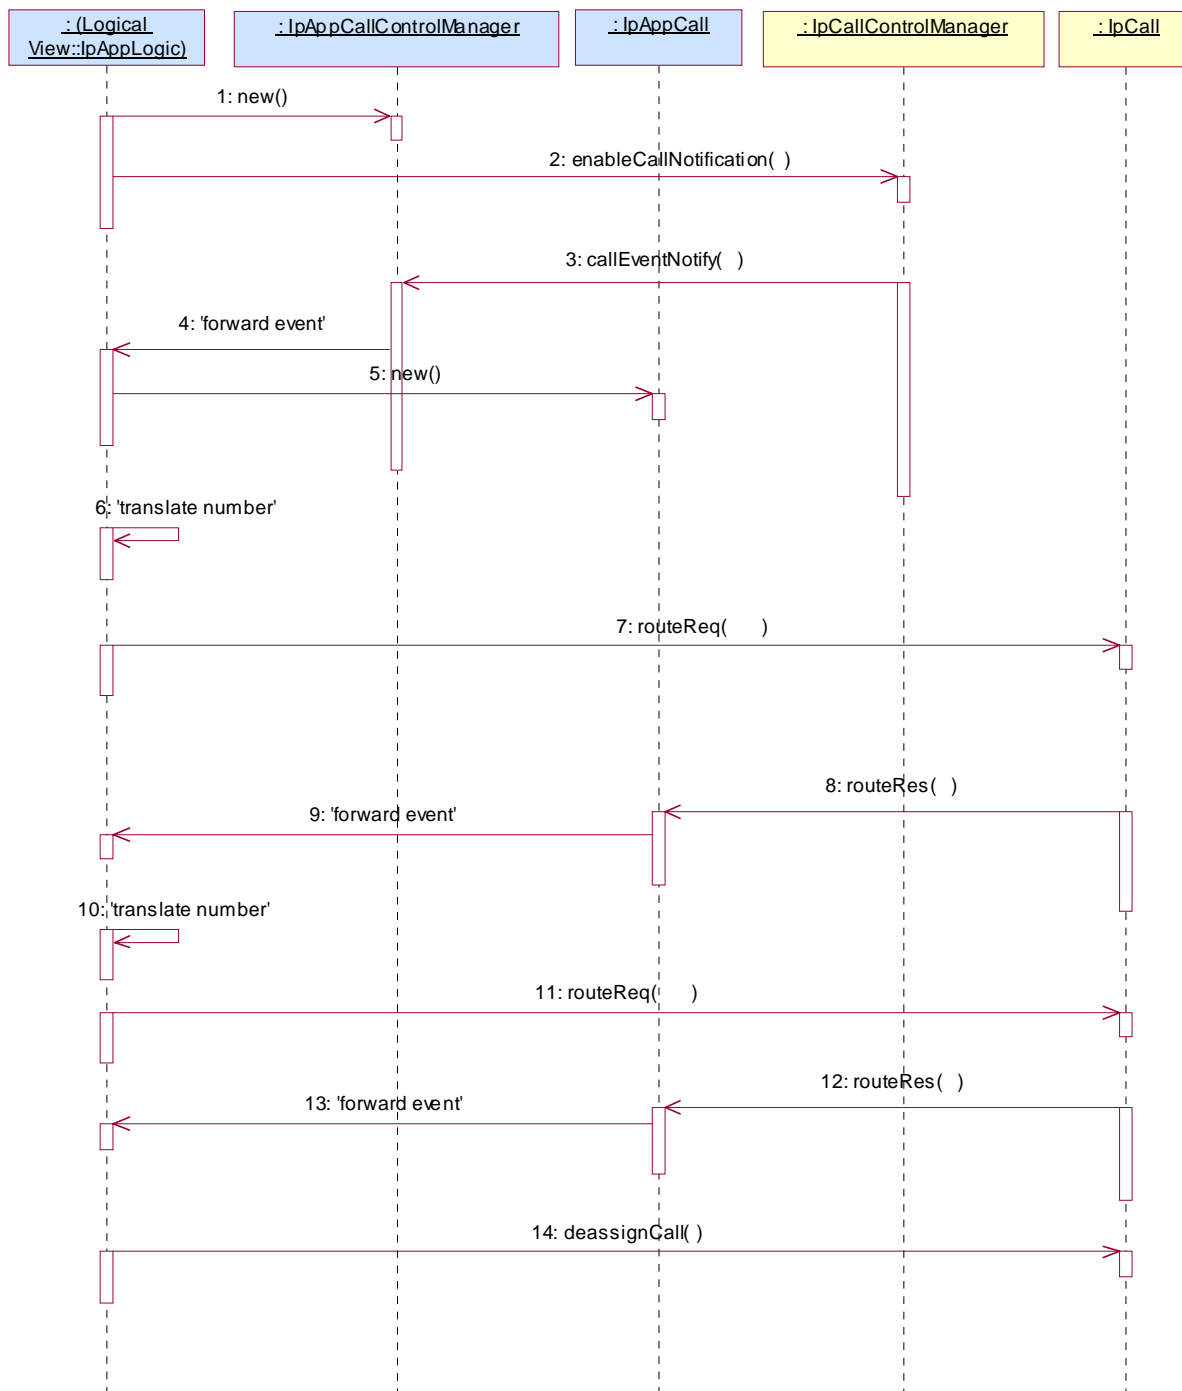 : (Logical
View::IpAppLogic)
: IpAppCallControlManager
: IpAppCall
: IpCallControlManager
: IpCall
1: new()
2: enableCallNotification( )
3: callEventNotify( )
4: 'forward event'
5: new()
6: 'translate number'
7: routeReq( )
8: routeRes( )
9: 'forward event'
10: 'translate number'
11: routeReq( )
12: routeRes( )
13: 'forward event'
14: deassignCall( )